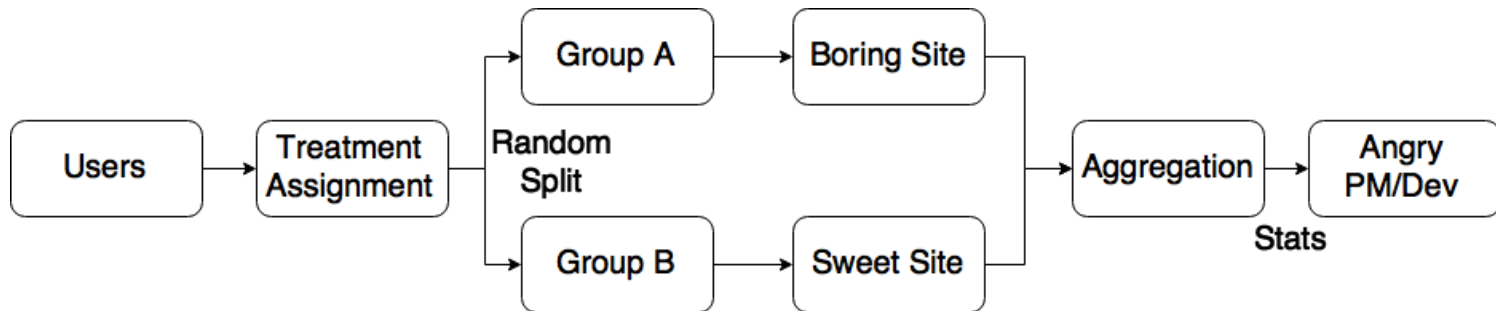 Users
Treatment
Assignment
Random
Split
Group A
Boring Site
Group B
Sweet Site
Aggregation
Stats
Angry
PM/Dev